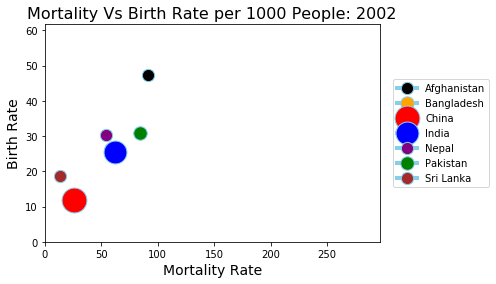 Mortality Vs Birth Rate per 1000 People: 2002
60
50
40
30
20
10
0
Birth Rate
0 50 100 150 200 250
Mortality Rate
Afghanistan
Bangladesh
China
India
Nepal
Pakistan
Sri Lanka